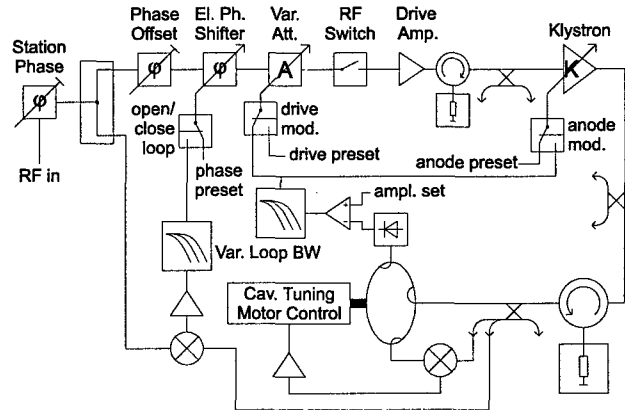 Station
Phase
φ
RF in
Phase
Offset
φ
El. Ph.
Shifter
φ
Var.
Att.
A
RF
Switch
Drive
Amp.
Klystron
K
open/
close
loop
phase
preset
drive
mod.
drive preset
anode preset
anode
mod.
ampl. set
+
−
Var. Loop BW
Cav. Tuning
Motor Control